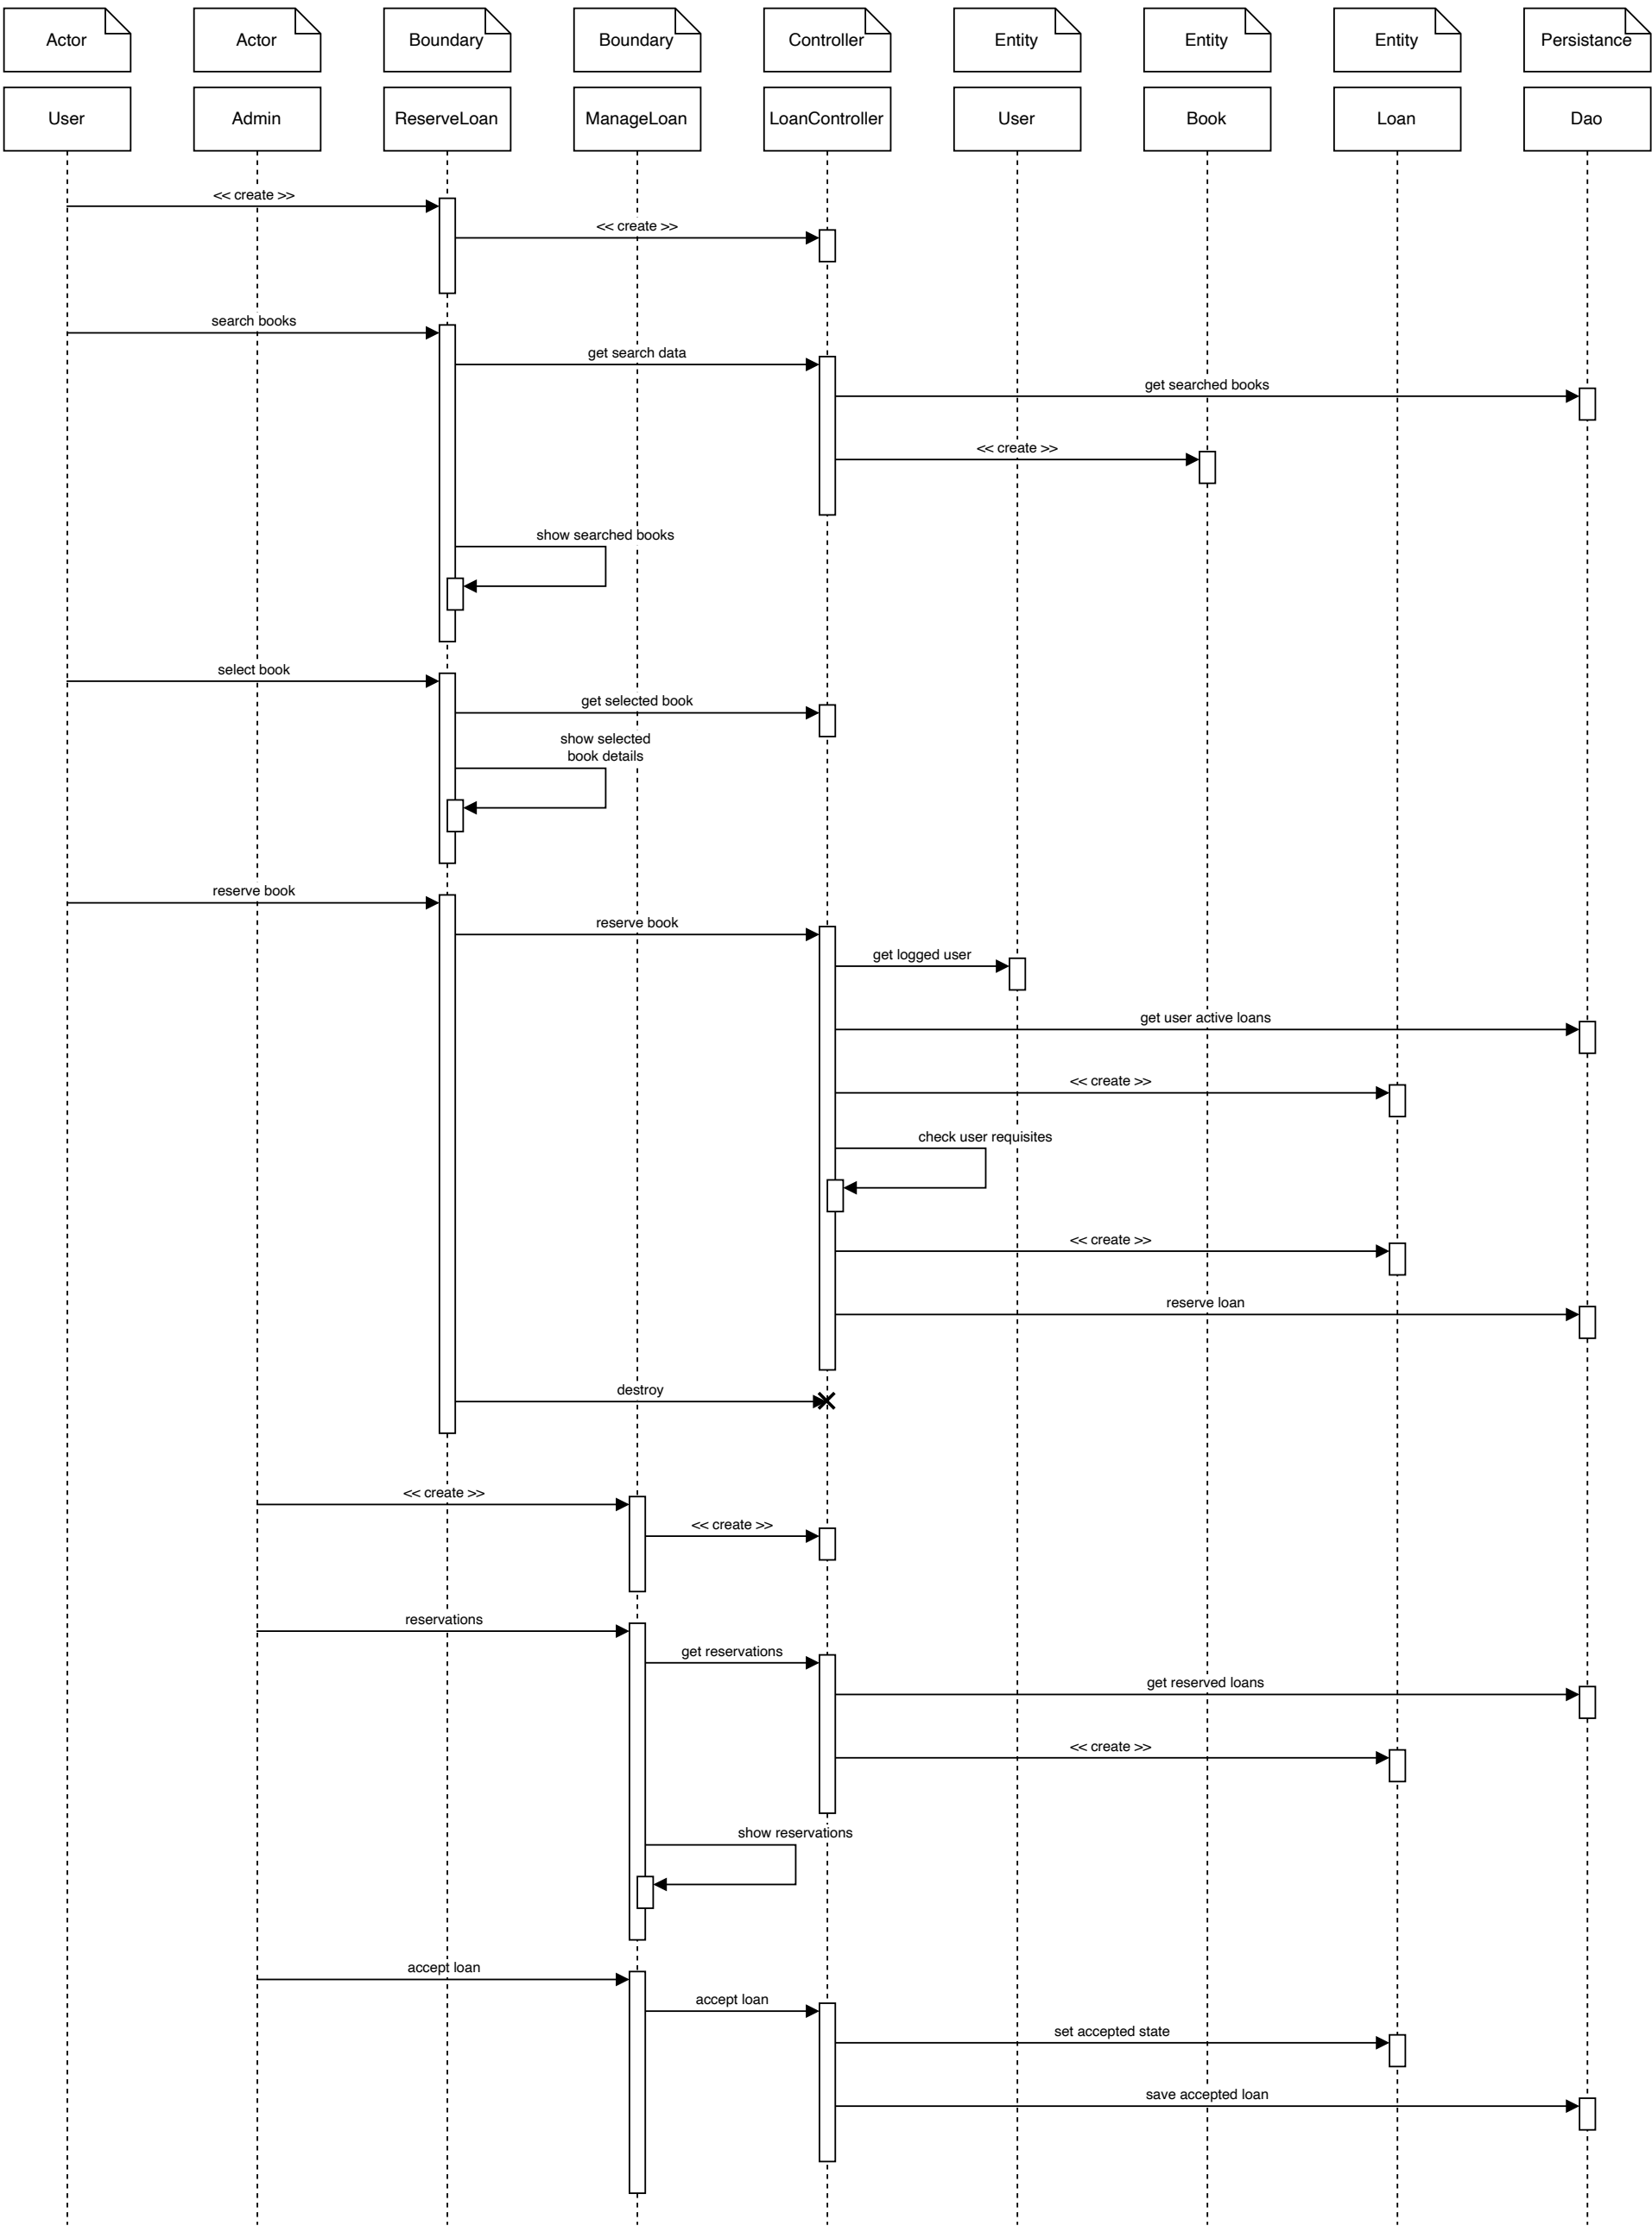 Actor
Actor
Boundary
Boundary
Controller
Entity
Entity
Entity
Persistance
User
Admin
ReserveLoan
ManageLoan
LoanController
User
Book
Loan
Dao
<< create >>
<< create >>
search books
get search data
get searched books
<< create >>
show searched books
select book
get selected book
show selected
book details
reserve book
reserve book
get logged user
get user active loans
<< create >>
check user requisites
<< create >>
reserve loan
destroy
<< create >>
<< create >>
reservations
get reservations
get reserved loans
<< create >>
show reservations
accept loan
accept loan
set accepted state
save accepted loan